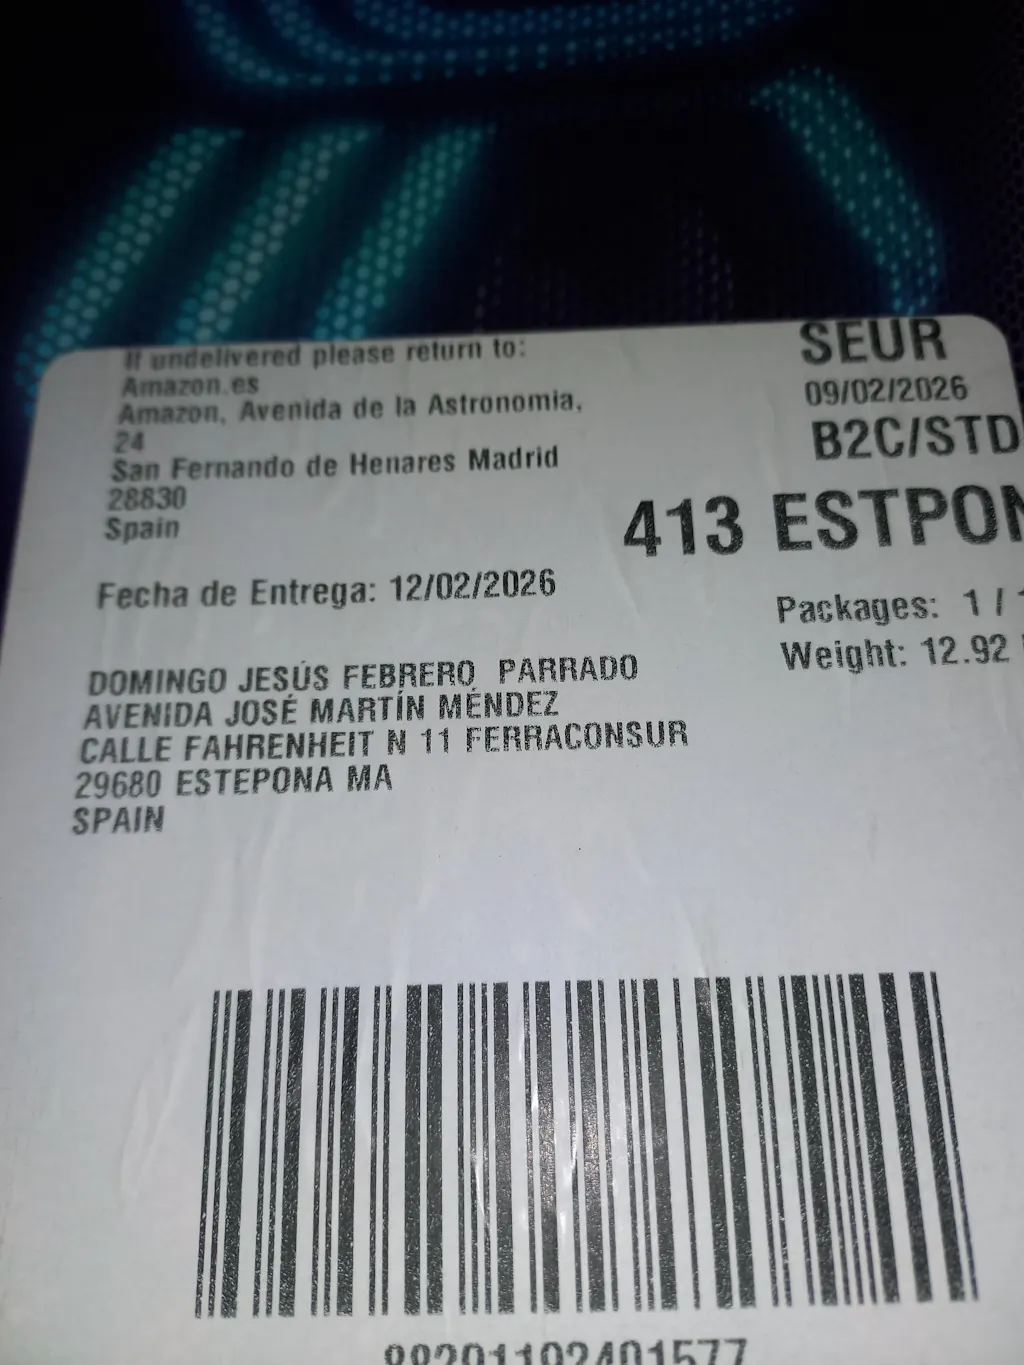 If undelivered please return to:
Amazon.es
Amazon, Avenida de la Astronomia,
24
San Fernando de Henares Madrid
28830
Spain
SEUR
09/02/2026
B2C/STD
413 ESTPON
Fecha de Entrega: 12/02/2026
Packages: 1 / 1
Weight: 12.92
DOMINGO JESÚS FEBRERO PARRADO
AVENIDA JOSÉ MARTÍN MÉNDEZ
CALLE FAHRENHEIT N 11 FERRACONSUR
29680 ESTEPONA MA
SPAIN